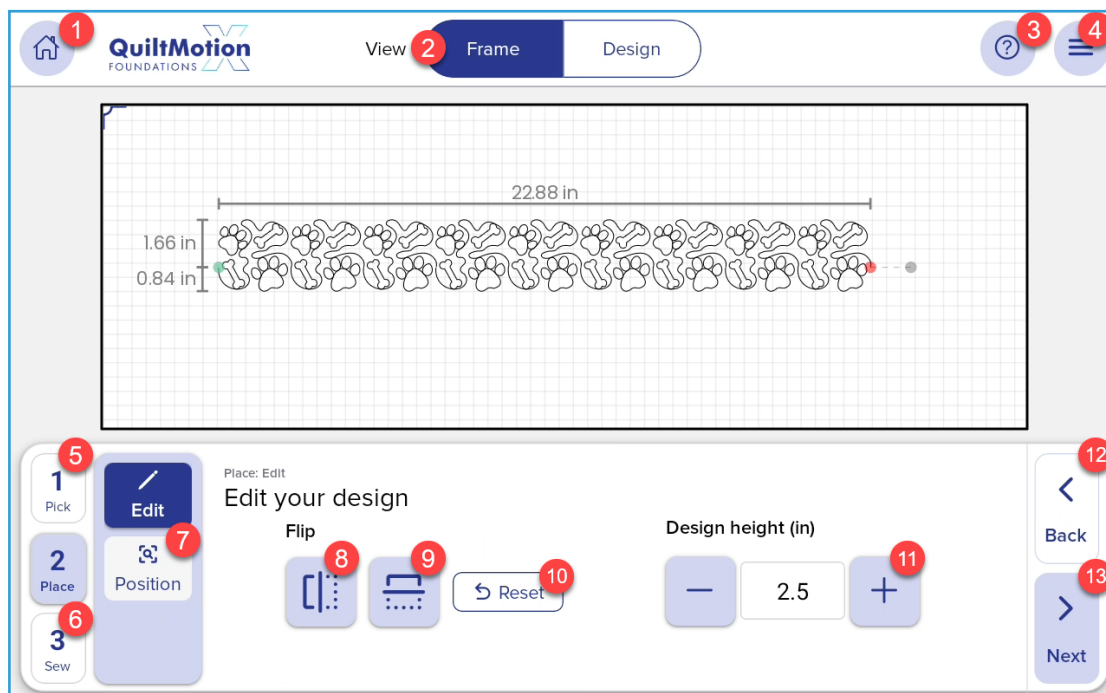 1
QuiltMotion
FOUNDATIONS
View
2
Frame
Design
3
4
22.88 in
1.66 in
0.84 in
5
1
Pick
Edit
7
Position
2
Place
6
3
Sew
Place: Edit
Edit your design
Flip
8
9
Reset
10
Design height (in)
2.5
11
12
Back
13
Next